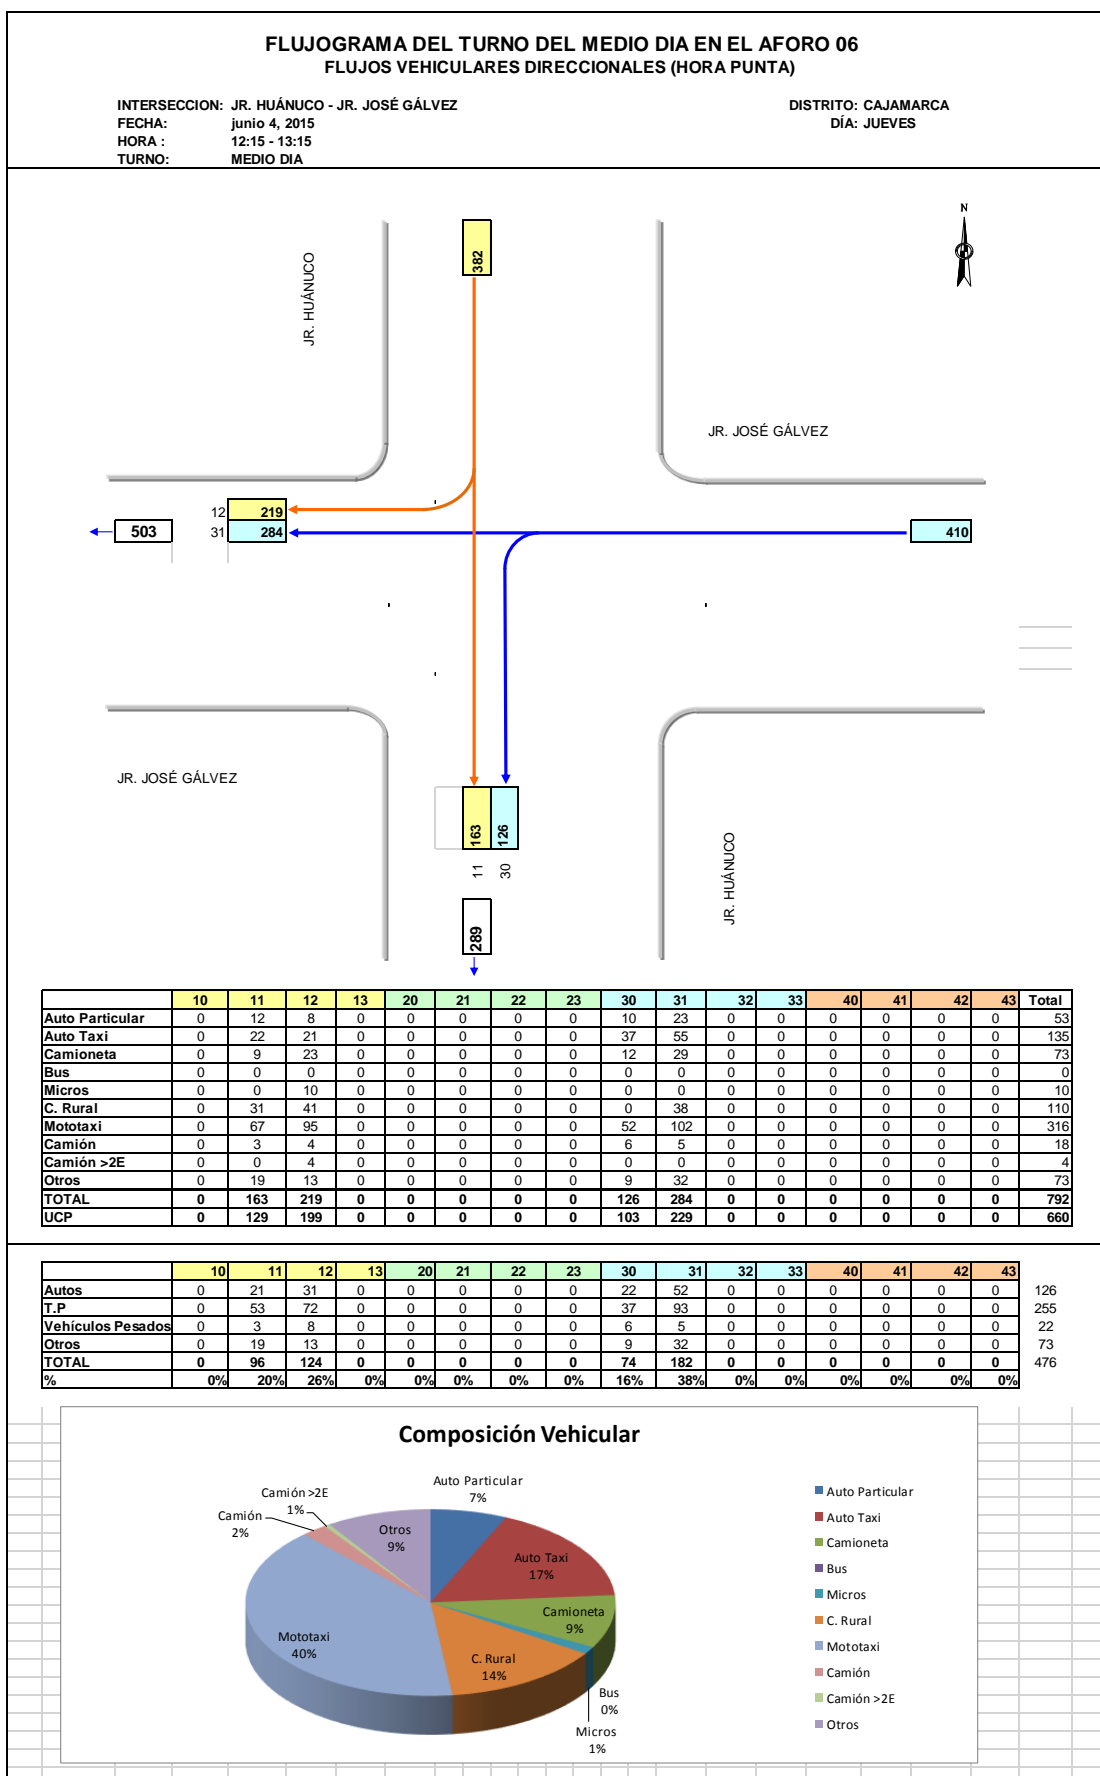 FLUJOGRAMA DEL TURNO DEL MEDIO DIA EN EL AFORO 06
FLUJOS VEHICULARES DIRECCIONALES (HORA PUNTA)
INTERSECCION: JR. HUÁNUCO - JR. JOSÉ GÁLVEZ DISTRITO: CAJAMARCA
FECHA: junio 4, 2015 DÍA: JUEVES
HORA : 12:15 - 13:15
TURNO: MEDIO DIA
N
382
JR. HUÁNUCO
JR. JOSÉ GÁLVEZ
12 219
503 31 284 410
JR. JOSÉ GÁLVEZ
163 126
11 30
JR. HUÁNUCO
289
10 11 12 13 20 21 22 23 30 31 32 33 40 41 42 43 Total
Auto Particular 0 12 8 0 0 0 0 0 10 23 0 0 0 0 0 0 53
Auto Taxi 0 22 21 0 0 0 0 0 37 55 0 0 0 0 0 0 135
Camioneta 0 9 23 0 0 0 0 0 12 29 0 0 0 0 0 0 73
Bus 0 0 0 0 0 0 0 0 0 0 0 0 0 0 0 0 0
Micros 0 0 10 0 0 0 0 0 0 0 0 0 0 0 0 0 10
C. Rural 0 31 41 0 0 0 0 0 0 38 0 0 0 0 0 0 110
Mototaxi 0 67 95 0 0 0 0 0 52 102 0 0 0 0 0 0 316
Camión 0 3 4 0 0 0 0 0 6 5 0 0 0 0 0 0 18
Camión >2E 0 0 4 0 0 0 0 0 0 0 0 0 0 0 0 0 4
Otros 0 19 13 0 0 0 0 0 9 32 0 0 0 0 0 0 73
TOTAL 0 163 219 0 0 0 0 0 126 284 0 0 0 0 0 0 792
UCP 0 129 199 0 0 0 0 0 103 229 0 0 0 0 0 0 660
10 11 12 13 20 21 22 23 30 31 32 33 40 41 42 43
Autos 0 21 31 0 0 0 0 0 22 52 0 0 0 0 0 0 126
T.P 0 53 72 0 0 0 0 0 37 93 0 0 0 0 0 0 255
Vehículos Pesados 0 3 8 0 0 0 0 0 6 5 0 0 0 0 0 0 22
Otros 0 19 13 0 0 0 0 0 9 32 0 0 0 0 0 0 73
TOTAL 0 96 124 0 0 0 0 0 74 182 0 0 0 0 0 0 476
% 0% 20% 26% 0% 0% 0% 0% 0% 16% 38% 0% 0% 0% 0% 0% 0%
Composición Vehicular
Auto Particular
7%
Auto Taxi
17%
Camioneta
9%
Bus
0%
Micros
1%
C. Rural
14%
Mototaxi
40%
Camión
2%
Camión >2E
1%
Otros
9%
Auto Particular
Auto Taxi
Camioneta
Bus
Micros
C. Rural
Mototaxi
Camión
Camión >2E
Otros